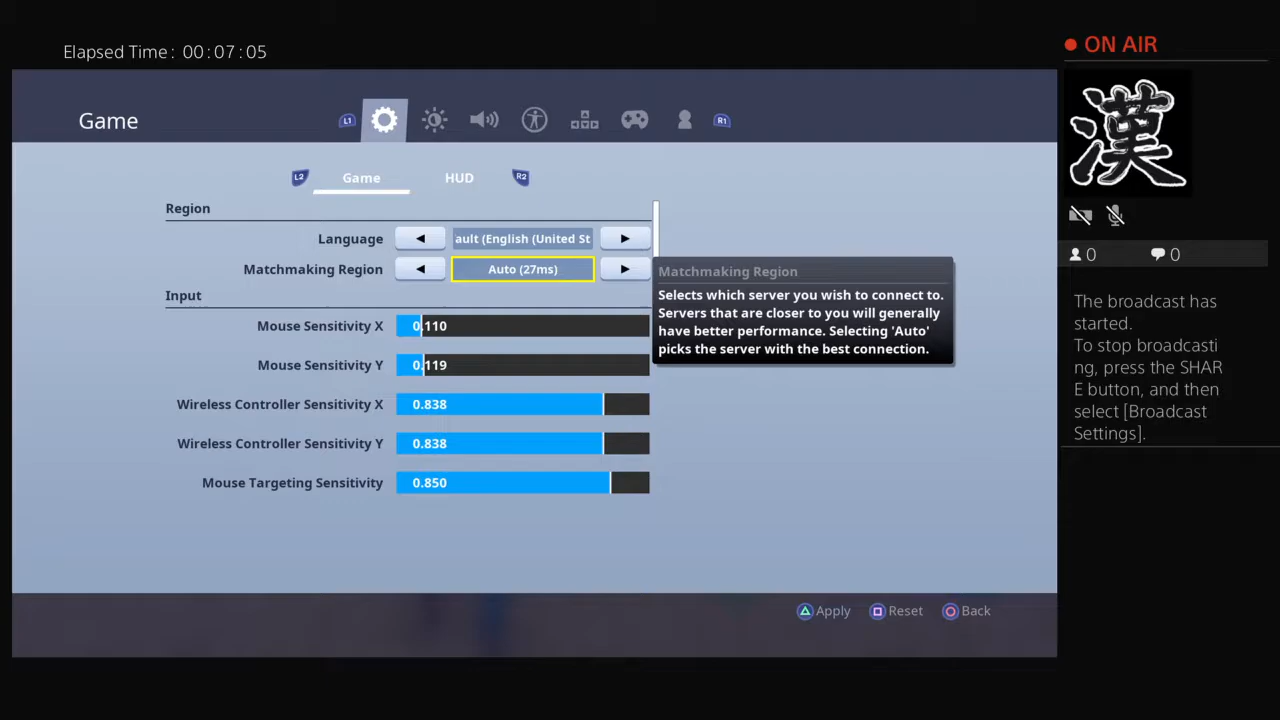 Elapsed Time: 00:07:05
ON AIR
漢
Game
L1
R1
L2
Game
HUD
R2
Region
Language
ault (English (United St
Matchmaking Region
Auto (27ms)
Matchmaking Region
Selects which server you wish to connect to.
Servers that are closer to you will generally
have better performance. Selecting 'Auto'
picks the server with the best connection.
Input
Mouse Sensitivity X
0.110
Mouse Sensitivity Y
0.119
Wireless Controller Sensitivity X
0.838
Wireless Controller Sensitivity Y
0.838
Mouse Targeting Sensitivity
0.850
Apply
Reset
Back
0
0
The broadcast has
started.
To stop broadcasti
ng, press the SHAR
E button, and then
select [Broadcast
Settings].